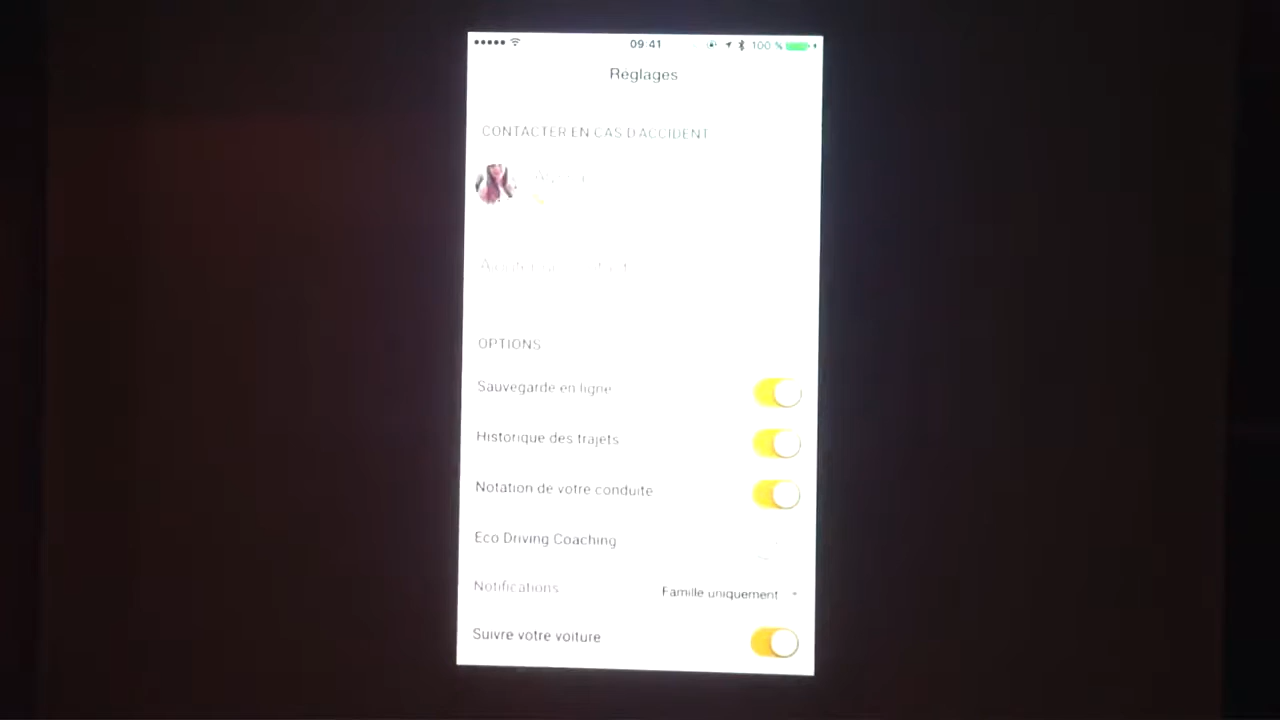 09:41
100 %
Réglages
CONTACTER EN CAS D'ACCIDENT
OPTIONS
Sauvegarde en ligne
Historique des trajets
Notation de votre conduite
Eco Driving Coaching
Notifications Famille uniquement
Suivre votre voiture